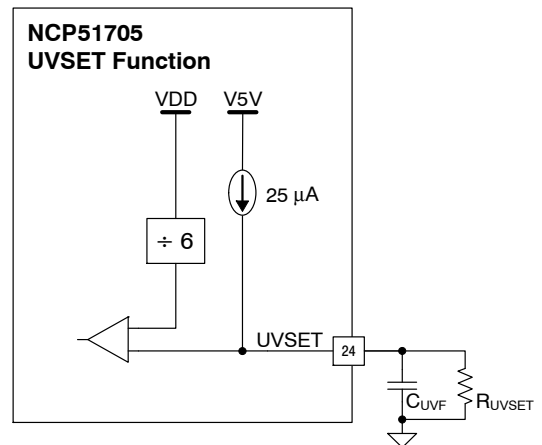 NCP51705
UVSET Function
VDD V5V
25 μA
÷ 6
UVSET
24
CUVF
RUVSET